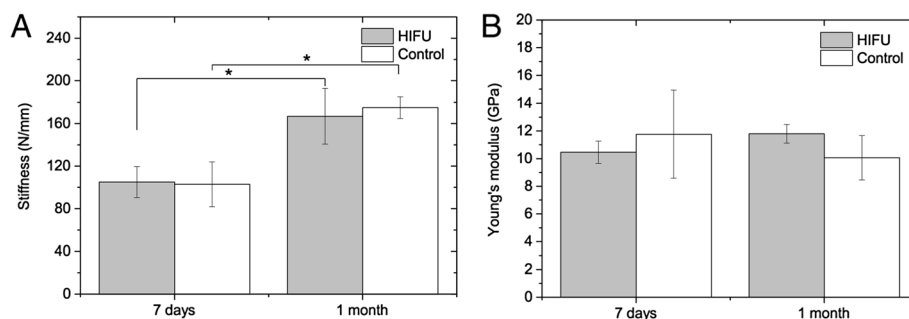 A
Stiffness (N/mm)
240
200
160
120
80
40
0
HIFU
Control
*
*
7 days
1 month
B
Young's modulus (GPa)
20
18
16
14
12
10
8
6
4
2
0
HIFU
Control
7 days
1 month